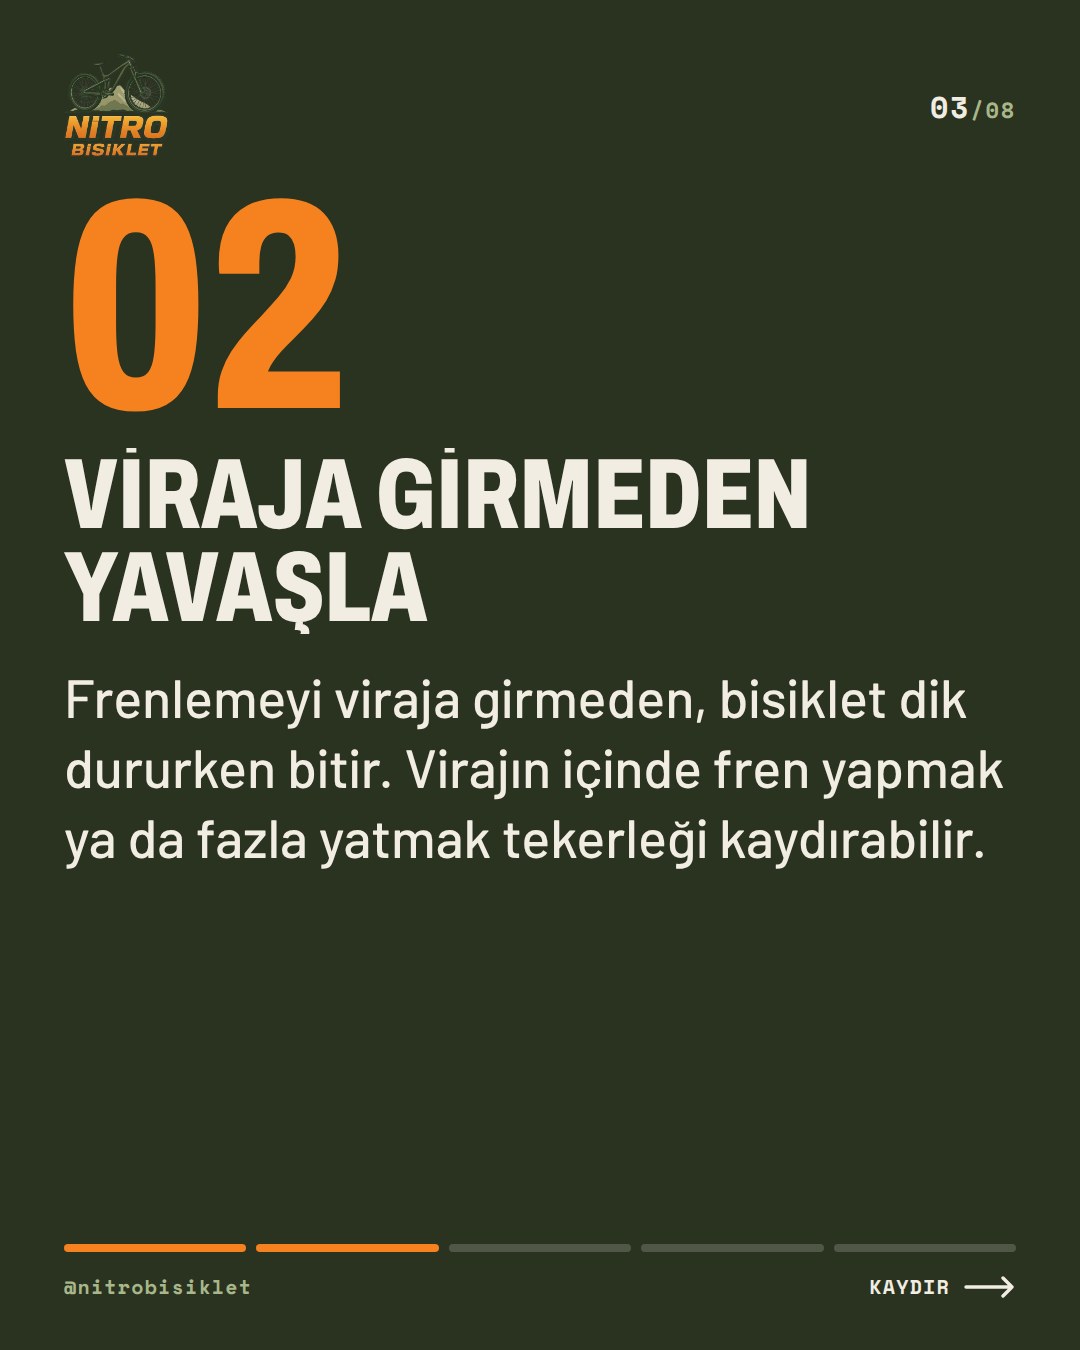 NITRO
BISIKLET
03/08
02
VİRAJA GİRMEDEN
YAVAŞLA
Frenlemeyi viraja girmeden, bisiklet dik
dururken bitir. Virajın içinde fren yapmak
ya da fazla yatmak tekerleği kaydırabilir.
@nitrobisiklet
KAYDIR →